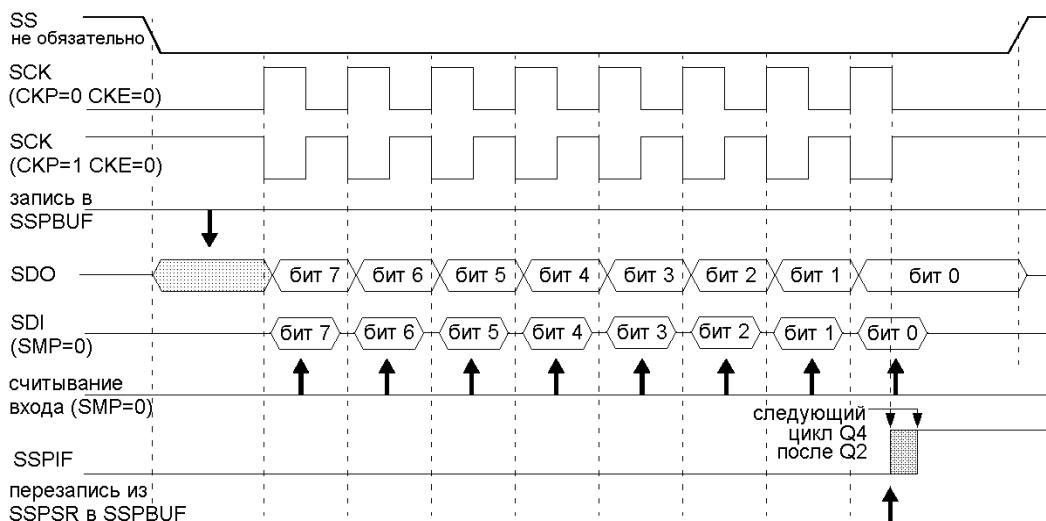 SS
не обязательно
SCK
(CKP=0 CKE=0)
SCK
(CKP=1 CKE=0)
запись в
SSPBUF
SDO
бит 7 бит 6 бит 5 бит 4 бит 3 бит 2 бит 1 бит 0
SDI
(SMP=0)
бит 7 бит 6 бит 5 бит 4 бит 3 бит 2 бит 1 бит 0
считывание
входа (SMP=0)
следующий
цикл Q4
после Q2
SSPIF
перезапись из
SSPSR в SSPBUF